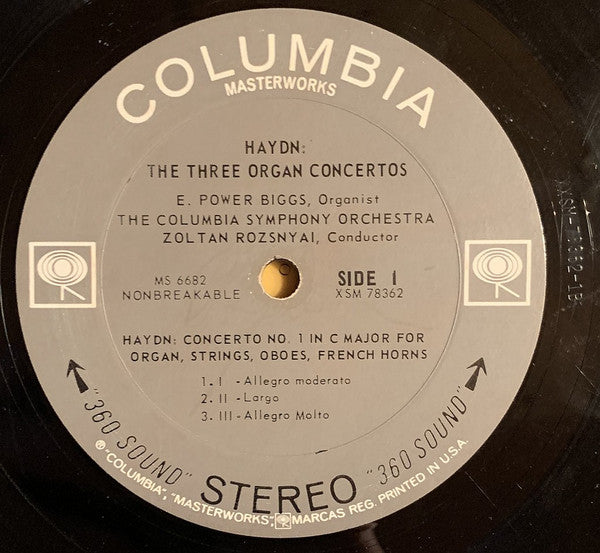 COLUMBIA
MASTERWORKS
HAYDN:
THE THREE ORGAN CONCERTOS
E. POWER BIGGS, Organist
THE COLUMBIA SYMPHONY ORCHESTRA
ZOLTAN ROZSNYAI, Conductor
MS 6682
NONBREAKABLE
SIDE 1
XSM 78362
HAYDN: CONCERTO NO. 1 IN C MAJOR FOR
ORGAN, STRINGS, OBOES, FRENCH HORNS
1. I - Allegro moderato
2. II - Largo
3. III - Allegro Molto
"360 SOUND" STEREO "360 SOUND"
℗ "COLUMBIA", "MASTERWORKS", MARCAS REG. PRINTED IN U.S.A.